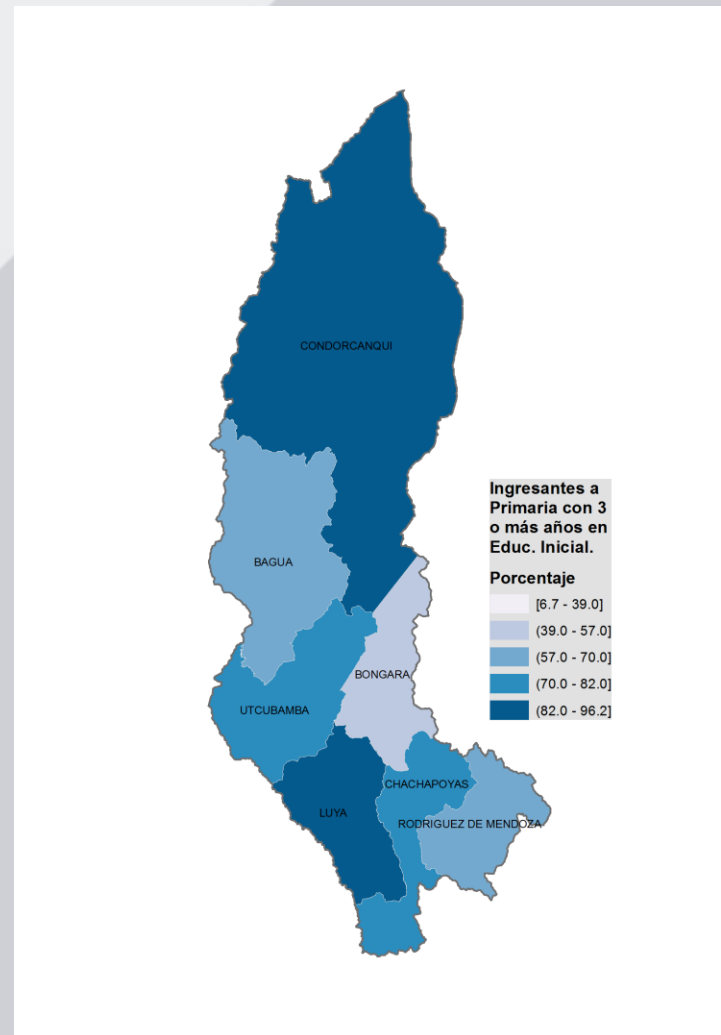 CONDORCANQUI
BAGUA
BONGARA
UTCUBAMBA
CHACHAPOYAS
LUYA
RODRIGUEZ DE MENDOZA
Ingresantes a
Primaria con 3
o más años en
Educ. Inicial.
Porcentaje
[6.7 - 39.0]
(39.0 - 57.0]
(57.0 - 70.0]
(70.0 - 82.0]
(82.0 - 96.2]